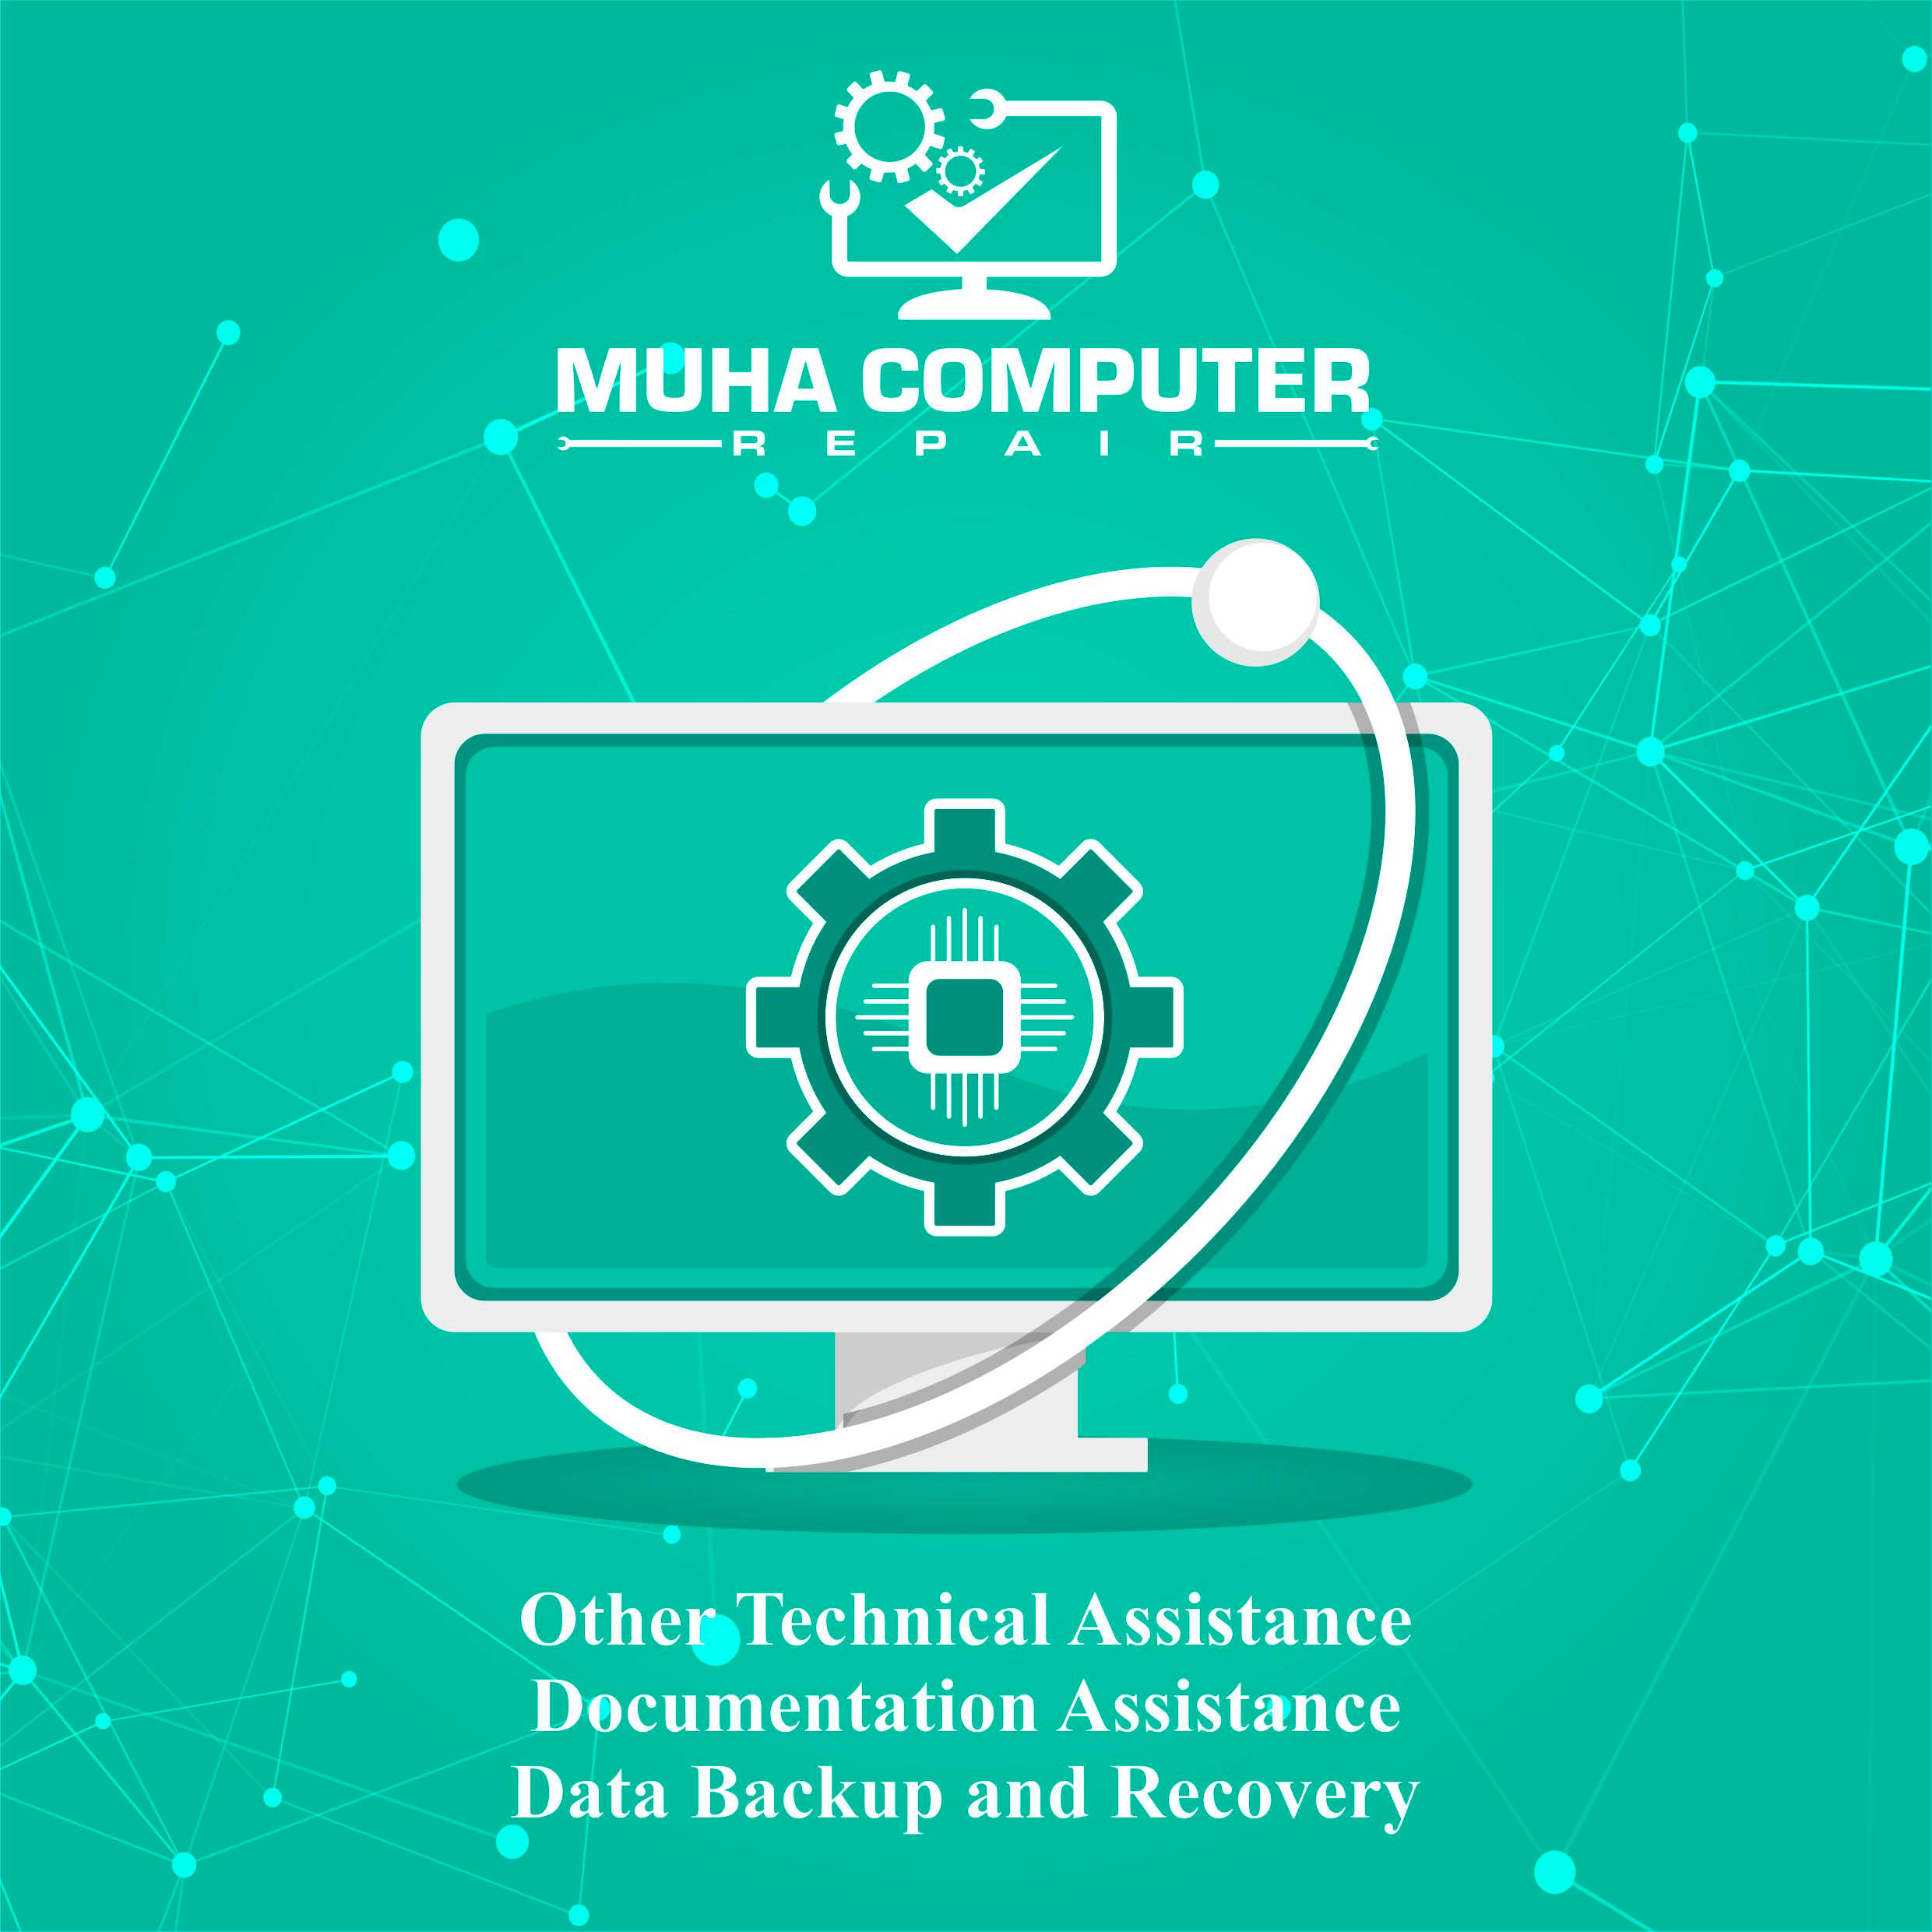 MUHA COMPUTER
REPAIR
Other Technical Assistance
Documentation Assistance
Data Backup and Recovery